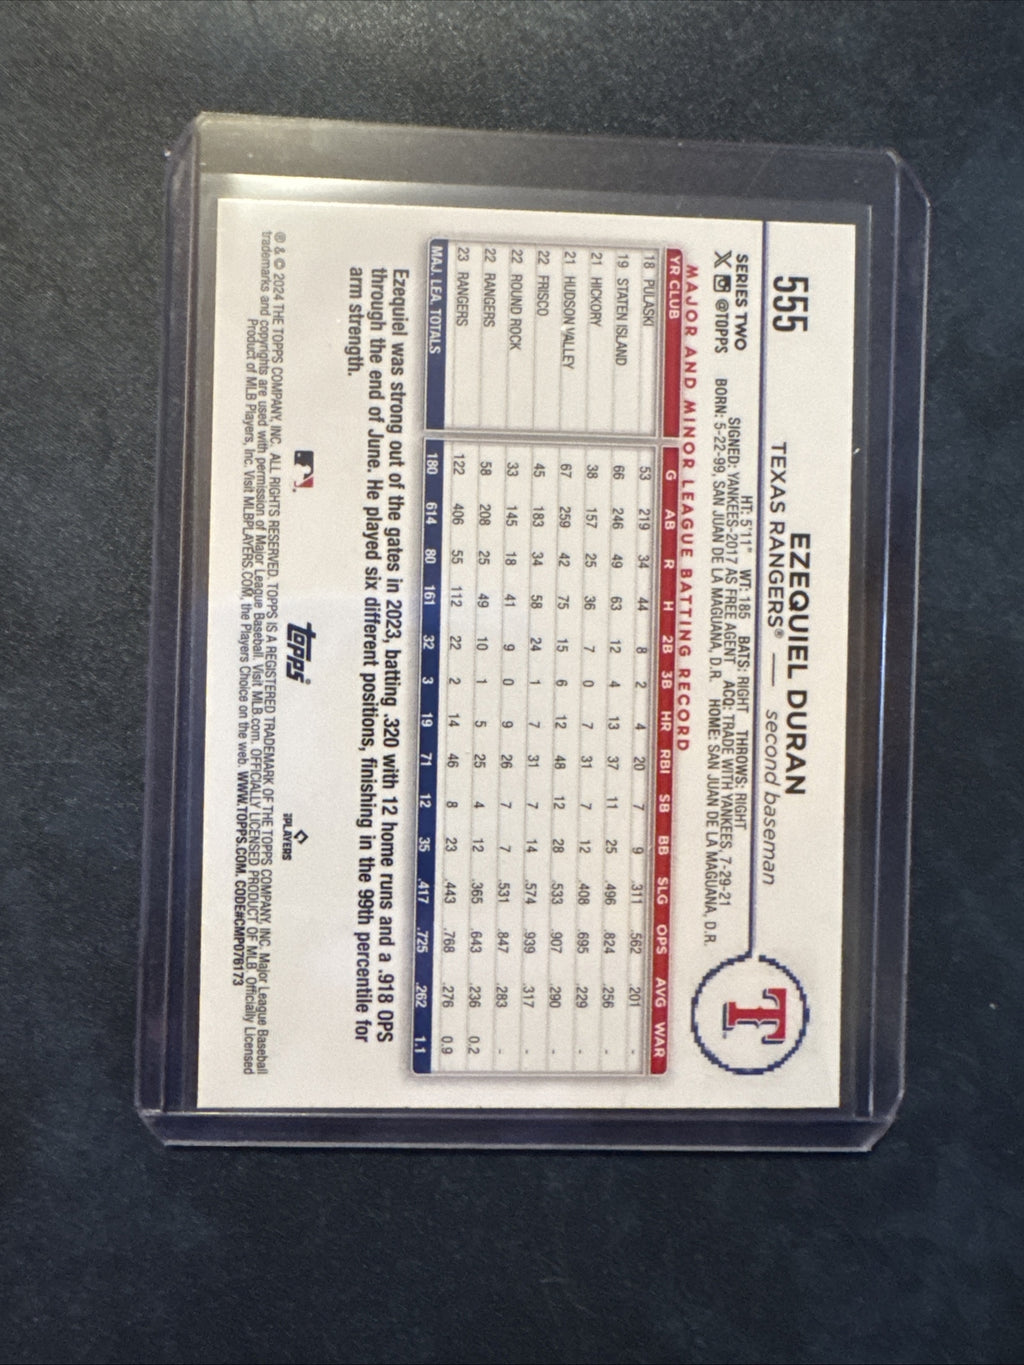 555
EZEQUIEL DURAN
TEXAS RANGERS® — second baseman
SERIES TWO
X @TOPPS
HT: 5'11" WT: 185 BATS: RIGHT THROWS: RIGHT
SIGNED: YANKEES-2017 AS FREE AGENT ACQ: TRADE WITH YANKEES, 7-29-21
BORN: 5-22-99, SAN JUAN DE LA MAGUANA, D.R. HOME: SAN JUAN DE LA MAGUANA, D.R.
T
MAJOR AND MINOR LEAGUE BATTING RECORD
YR CLUB G AB R H 2B 3B HR RBI SB BB SLG OPS AVG WAR
18 PULASKI 53 219 34 44 8 2 4 20 7 9 .311 .562 .201 -
19 STATEN ISLAND 66 246 49 63 12 4 13 37 11 25 .496 .824 .256 -
21 HICKORY 38 157 25 36 7 0 7 31 7 12 .408 .695 .229 -
21 HUDSON VALLEY 67 259 42 75 15 6 12 48 12 28 .533 .907 .290 -
22 FRISCO 45 183 34 58 24 1 7 31 7 14 .574 .939 .317 -
22 ROUND ROCK 33 145 18 41 9 0 9 26 7 7 .531 .847 .283 -
22 RANGERS 58 208 25 49 10 1 5 25 4 12 .365 .643 .236 0.2
23 RANGERS 122 406 55 112 22 2 14 46 8 23 .443 .768 .276 0.9
MAJ. LEA. TOTALS 180 614 80 161 32 3 19 71 12 35 .417 .725 .262 1.1
Ezequiel was strong out of the gates in 2023, batting .320 with 12 home runs and a .918 OPS
through the end of June. He played six different positions, finishing in the 99th percentile for
arm strength.
topps
PLAYERS
® & © 2024 THE TOPPS COMPANY, INC. ALL RIGHTS RESERVED. TOPPS IS A REGISTERED TRADEMARK OF THE TOPPS COMPANY, INC. Major League Baseball
trademarks and copyrights are used with permission of Major League Baseball. Visit MLB.com. OFFICIALLY LICENSED PRODUCT OF MLB Players, Inc. Officially Licensed
Product of MLB Players, Inc. Visit MLBPLAYERS.COM, the Players Choice on the web. WWW.TOPPS.COM. CODE#CMP076173